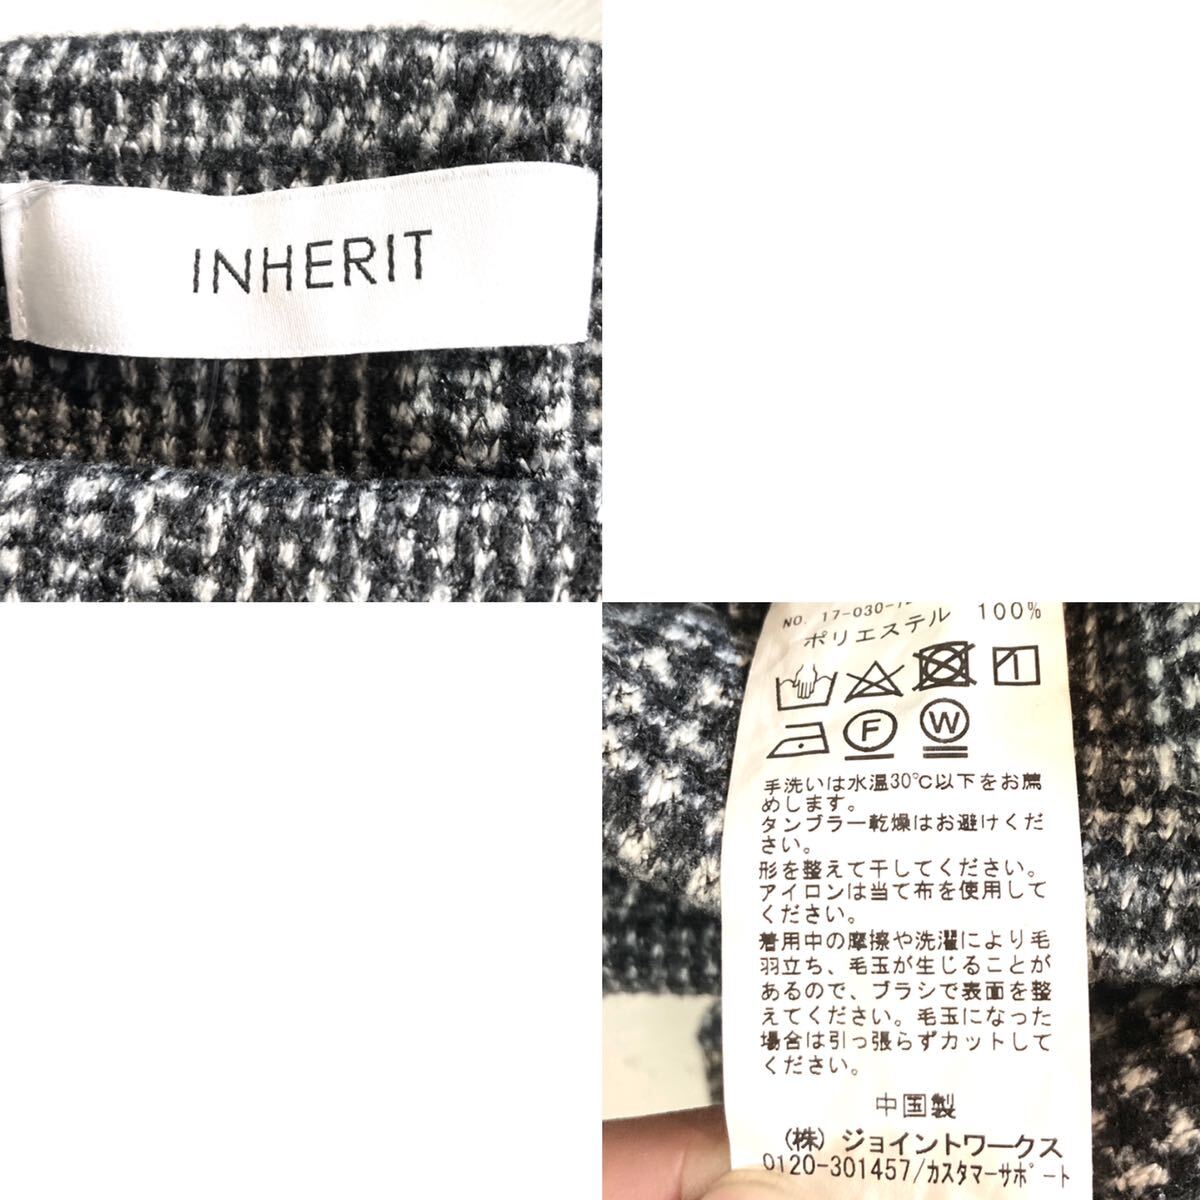 INHERIT
NO. 17-030-
ポリエステル 100%
F
W
手洗いは水温30℃以下をお薦
めします。
タンブラー乾燥はお避けくだ
さい。
形を整えて干してください。
アイロンは当て布を使用して
ください。
着用中の摩擦や洗濯により毛
羽立ち、毛玉が生じることが
あるので、ブラシで表面を整
えてください。毛玉になった
場合は引っ張らずカットして
ください。
中国製
(株) ジョイントワークス
0120-301457/カスタマーサポート